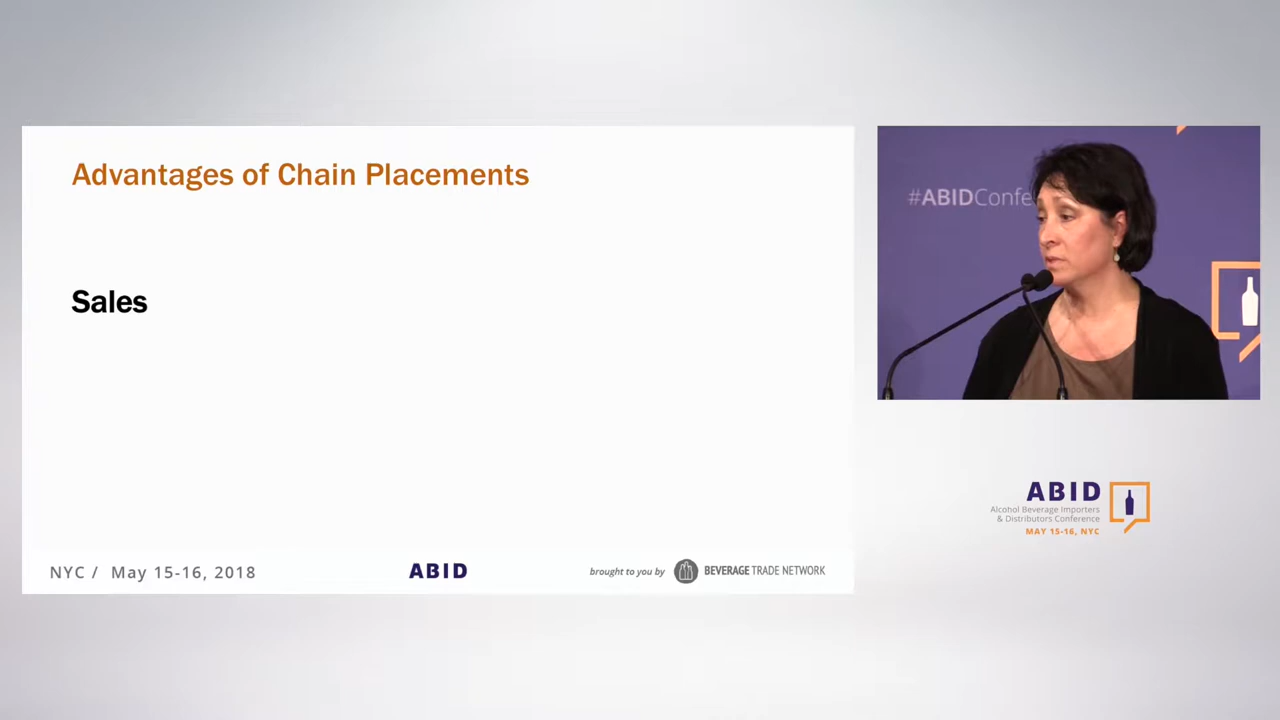 Advantages of Chain Placements
Sales
NYC / May 15-16, 2018
ABID
brought to you by
BEVERAGE TRADE NETWORK
#ABIDConfe
ABID
Alcohol Beverage Importers
& Distributors Conference
MAY 15-16, NYC